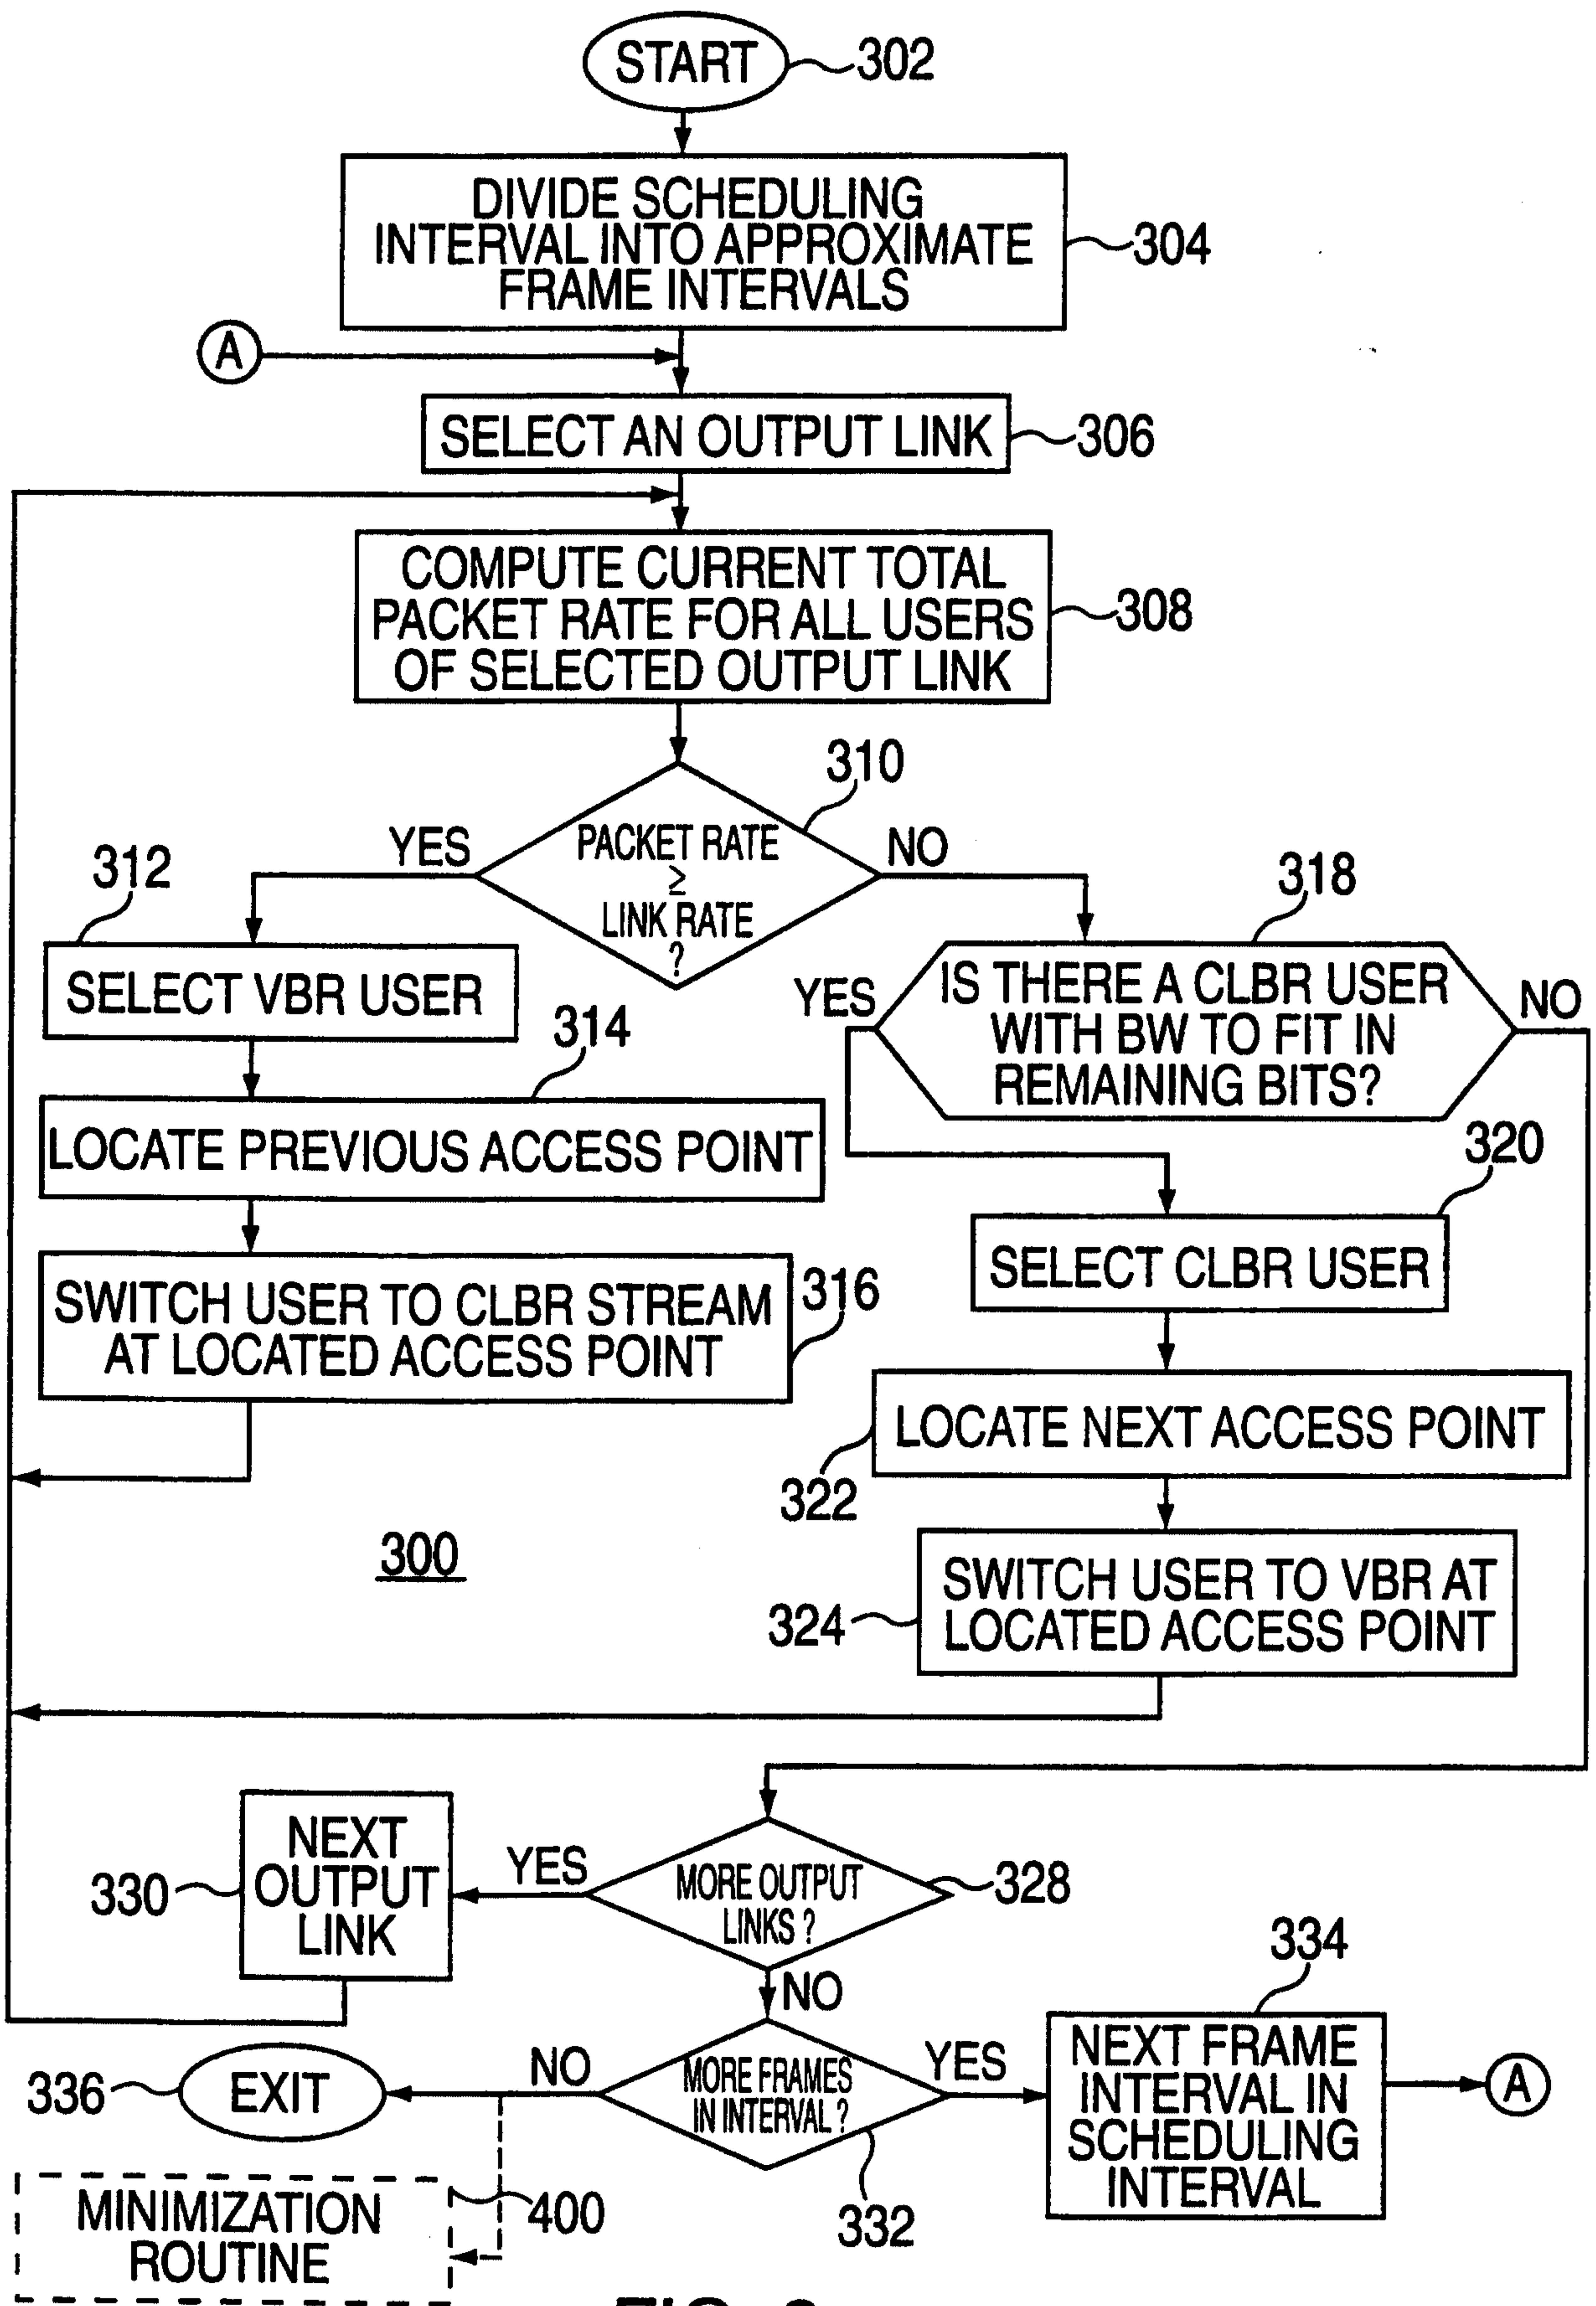 START
302
DIVIDE SCHEDULING
INTERVAL INTO APPROXIMATE
FRAME INTERVALS
304
A
SELECT AN OUTPUT LINK
306
COMPUTE CURRENT TOTAL
PACKET RATE FOR ALL USERS
OF SELECTED OUTPUT LINK
308
310
PACKET RATE
≥
LINK RATE
?
YES
NO
312
SELECT VBR USER
314
LOCATE PREVIOUS ACCESS POINT
SWITCH USER TO CLBR STREAM
AT LOCATED ACCESS POINT
316
318
IS THERE A CLBR USER
WITH BW TO FIT IN
REMAINING BITS?
YES
NO
320
SELECT CLBR USER
LOCATE NEXT ACCESS POINT
322
300
SWITCH USER TO VBR AT
LOCATED ACCESS POINT
324
NEXT
OUTPUT
LINK
330
YES
MORE OUTPUT
LINKS ?
328
NO
334
336
EXIT
NO
MORE FRAMES
IN INTERVAL ?
YES
332
NEXT FRAME
INTERVAL IN
SCHEDULING
INTERVAL
A
MINIMIZATION
ROUTINE
400